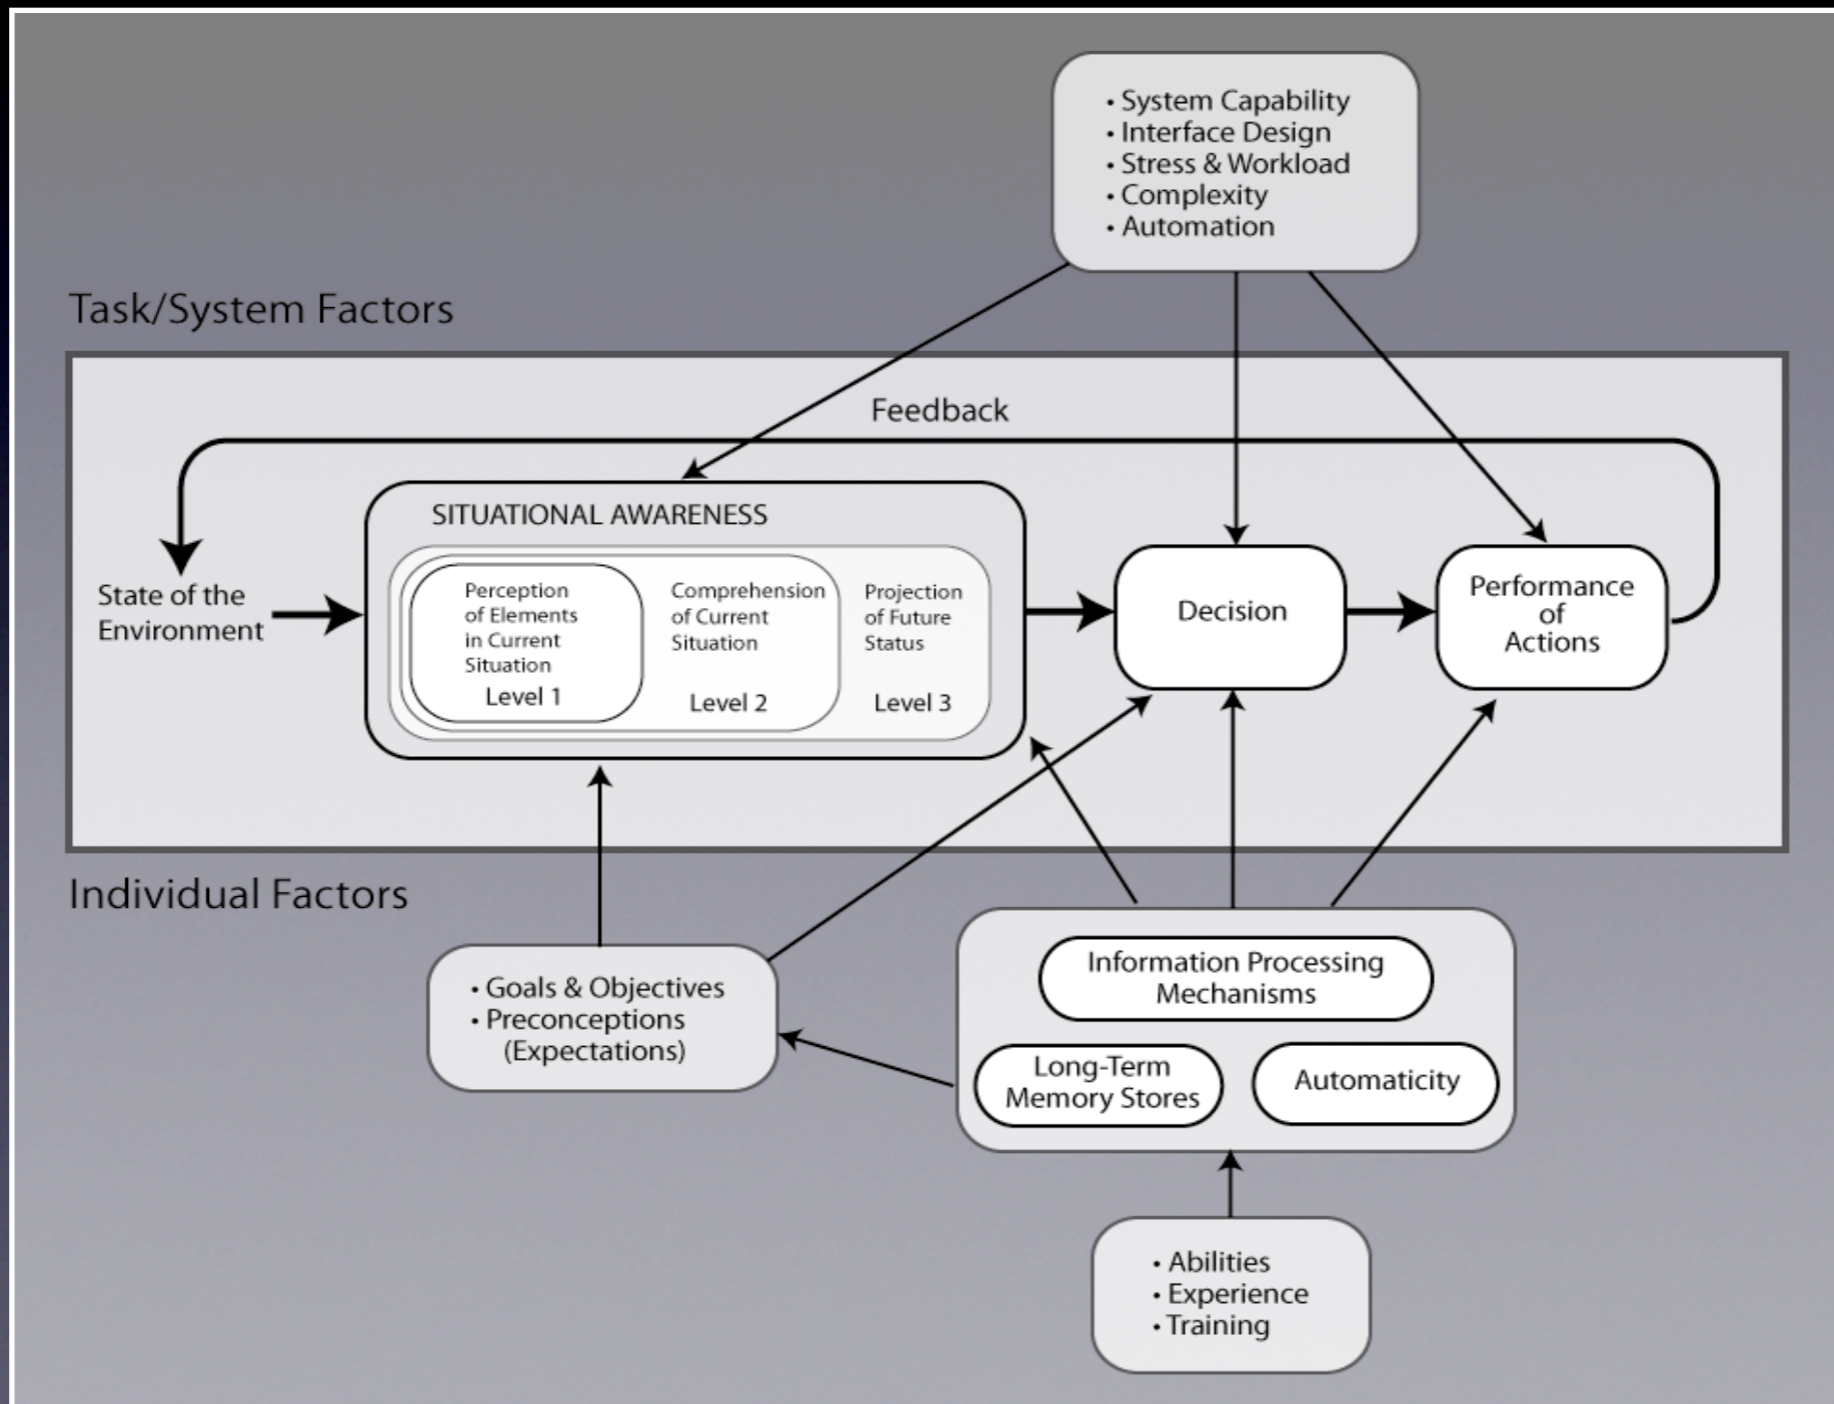 • System Capability
• Interface Design
• Stress & Workload
• Complexity
• Automation
Task/System Factors
Feedback
SITUATIONAL AWARENESS
State of the
Environment
Perception
of Elements
in Current
Situation
Level 1
Comprehension
of Current
Situation
Level 2
Projection
of Future
Status
Level 3
Decision
Performance
of
Actions
Individual Factors
• Goals & Objectives
• Preconceptions
(Expectations)
Information Processing
Mechanisms
Long-Term
Memory Stores
Automaticity
• Abilities
• Experience
• Training